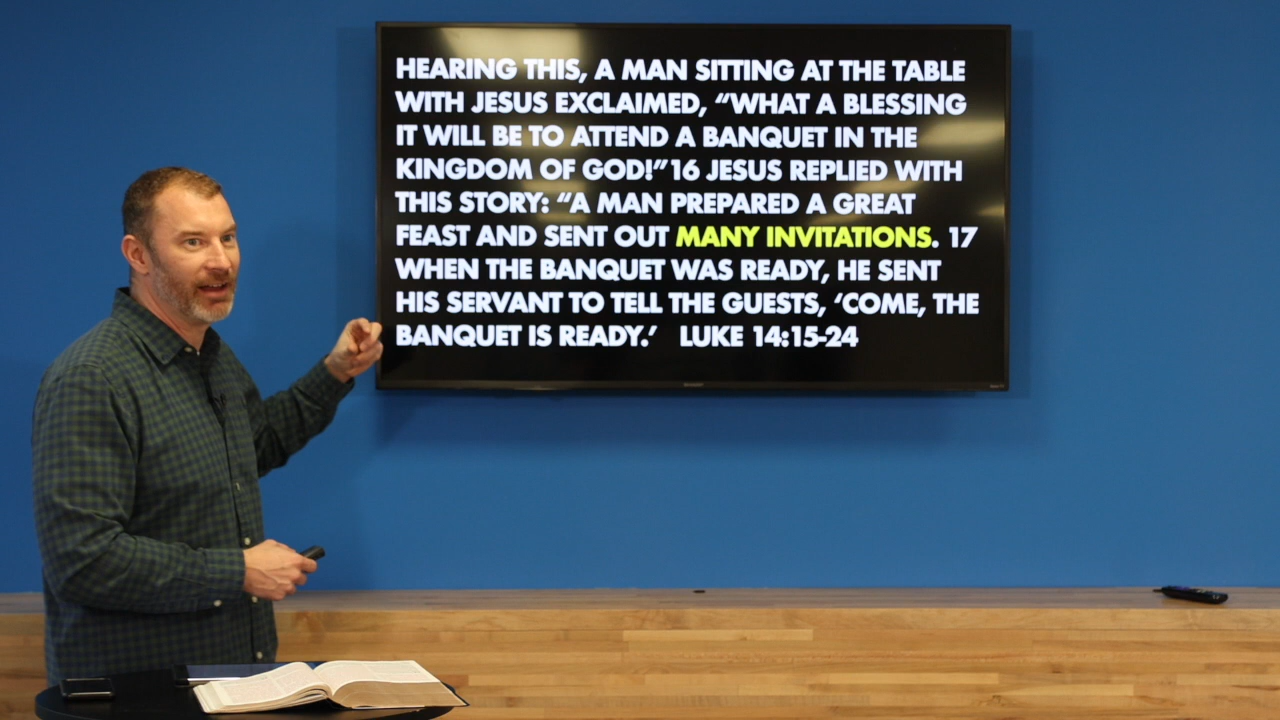 HEARING THIS, A MAN SITTING AT THE TABLE
WITH JESUS EXCLAIMED, “WHAT A BLESSING
IT WILL BE TO ATTEND A BANQUET IN THE
KINGDOM OF GOD!”16 JESUS REPLIED WITH
THIS STORY: “A MAN PREPARED A GREAT
FEAST AND SENT OUT MANY INVITATIONS. 17
WHEN THE BANQUET WAS READY, HE SENT
HIS SERVANT TO TELL THE GUESTS, ‘COME, THE
BANQUET IS READY.’ LUKE 14:15-24